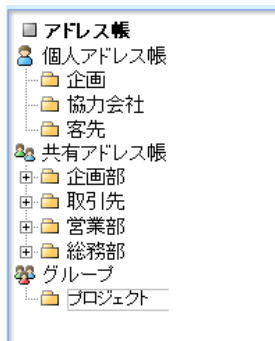 アドレス帳
個人アドレス帳
企画
協力会社
客先
共有アドレス帳
企画部
取引先
営業部
総務部
グループ
プロジェクト